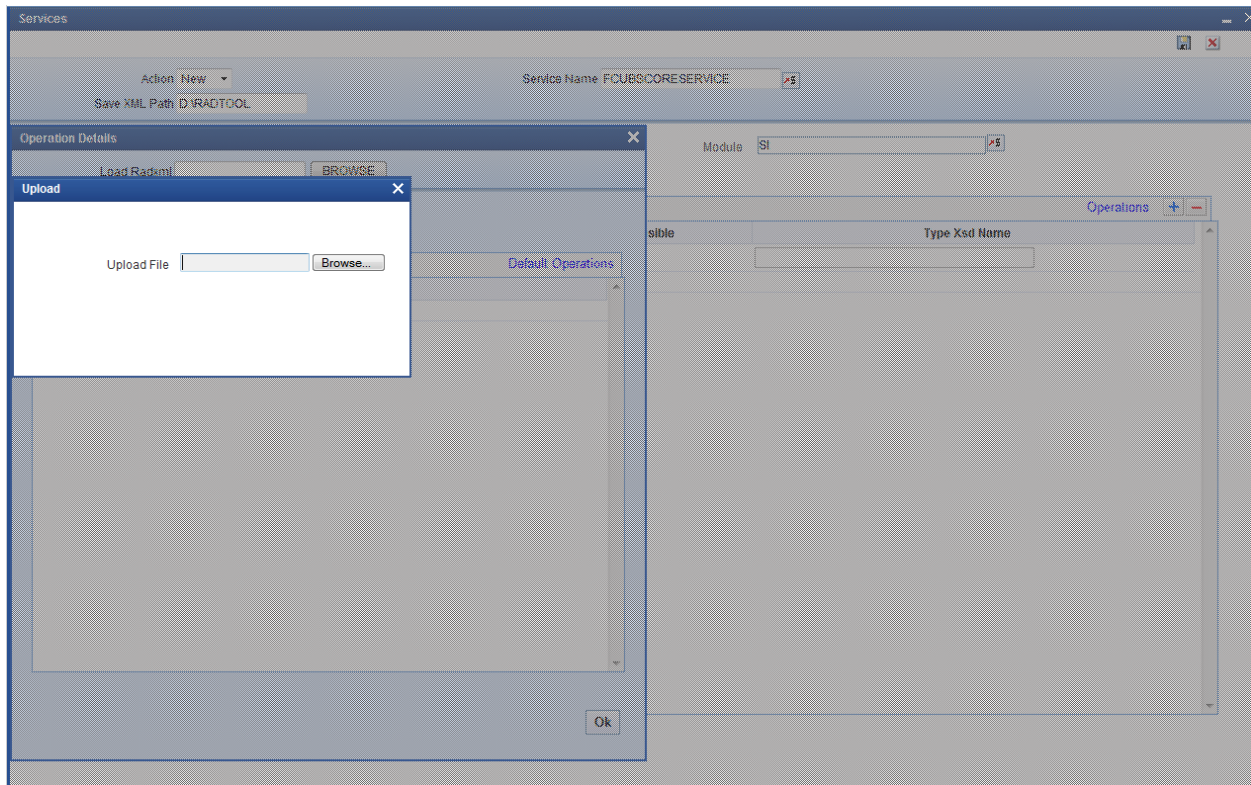 Services
Action New
Service Name FCUBSCORESERVICE
Save XML Path D:\RADTOOL
Operation Details
Module SI
Load Radxml BROWSE
Upload
Operations + −
sible Type Xsd Name
Upload File Browse...
Default Operations
Ok